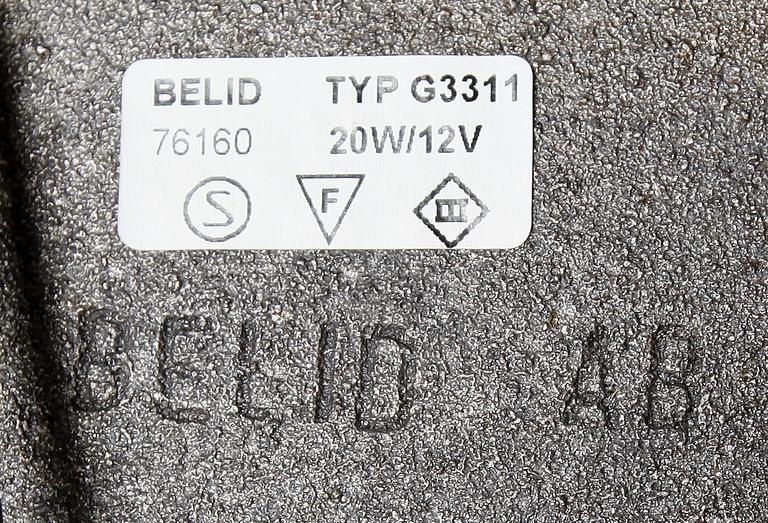 BELID TYP G3311
76160 20W/12V
S F III
BELID AB